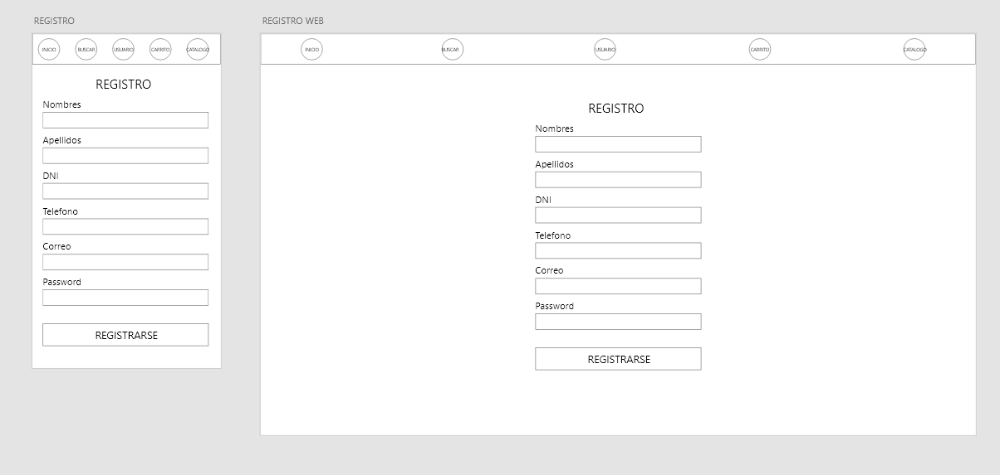 REGISTRO
INICIO BUSCAR USUARIO CARRITO CATALOGO
REGISTRO
Nombres
Apellidos
DNI
Telefono
Correo
Password
REGISTRARSE
REGISTRO WEB
INICIO BUSCAR USUARIO CARRITO CATALOGO
REGISTRO
Nombres
Apellidos
DNI
Telefono
Correo
Password
REGISTRARSE